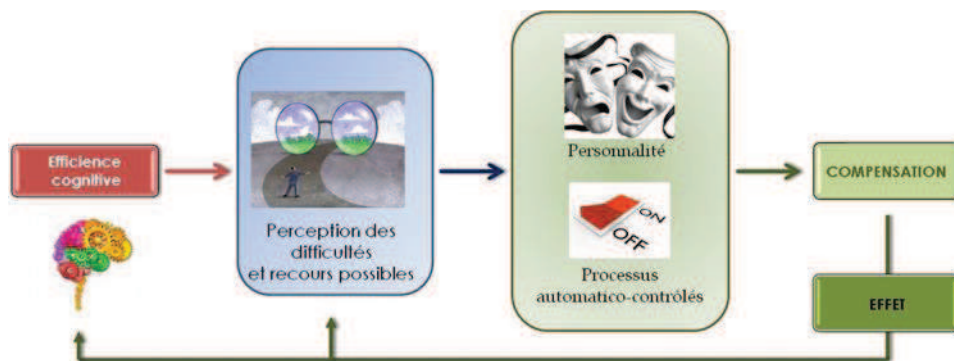 Efficience
cognitive
Perception des
difficultés
et recours possibles
Personnalité
ON
OFF
Processus
automatico-contrôlés
COMPENSATION
EFFET